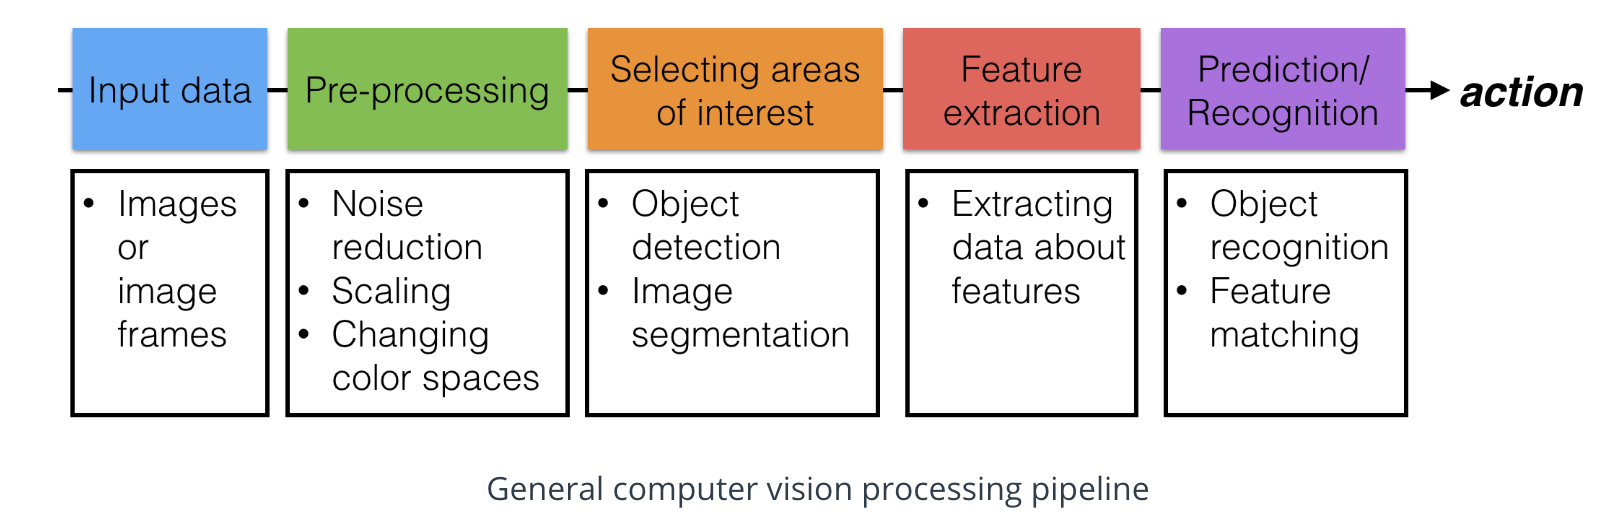 Input data
Pre-processing
Selecting areas
of interest
Feature
extraction
Prediction/
Recognition
action
• Images
or
image
frames
• Noise
reduction
• Scaling
• Changing
color spaces
• Object
detection
• Image
segmentation
• Extracting
data about
features
• Object
recognition
• Feature
matching
General computer vision processing pipeline